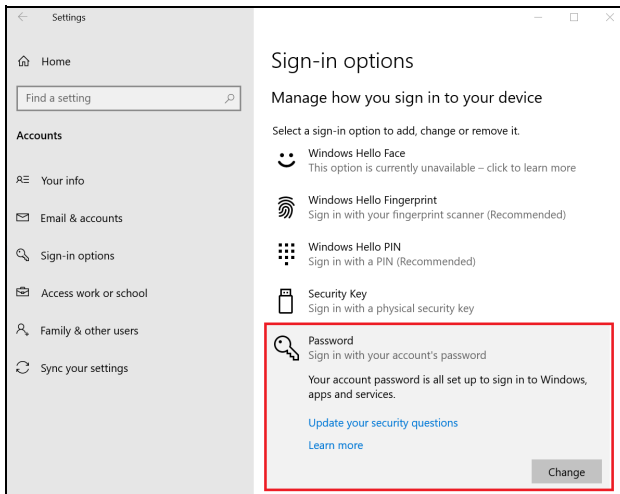 Settings
Home
Find a setting
Accounts
Your info
Email & accounts
Sign-in options
Access work or school
Family & other users
Sync your settings
Sign-in options
Manage how you sign in to your device
Select a sign-in option to add, change or remove it.
Windows Hello Face
This option is currently unavailable – click to learn more
Windows Hello Fingerprint
Sign in with your fingerprint scanner (Recommended)
Windows Hello PIN
Sign in with a PIN (Recommended)
Security Key
Sign in with a physical security key
Password
Sign in with your account's password
Your account password is all set up to sign in to Windows,
apps and services.
Update your security questions
Learn more
Change